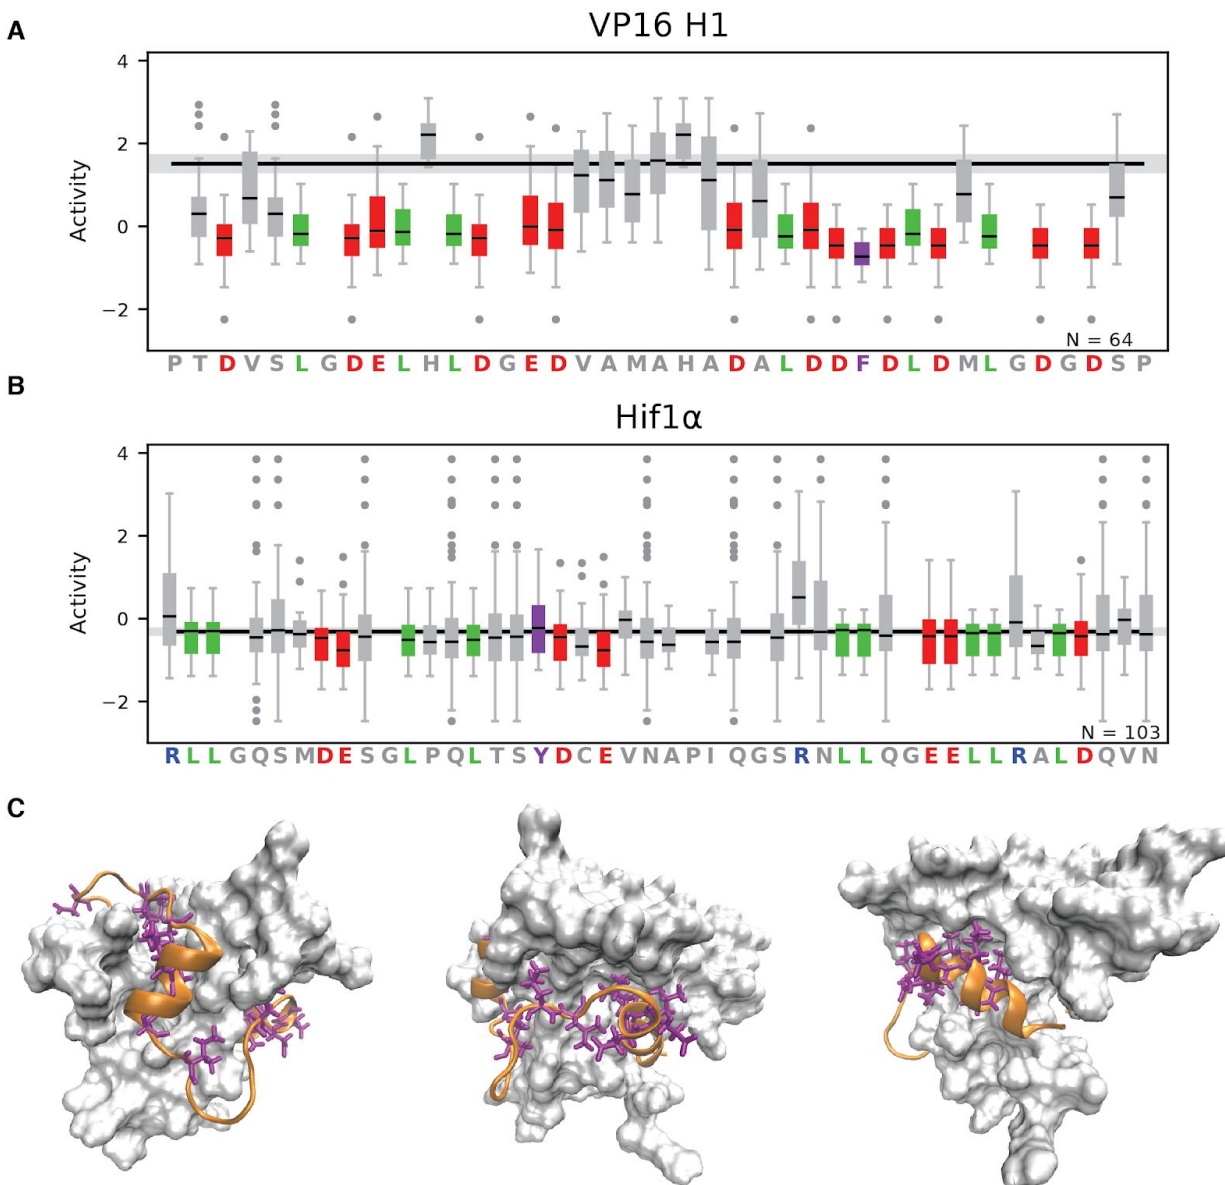 A
VP16 H1
4
2
0
−2
Activity
N = 64
P T D V S L G D E L H L D G E D V A M A H A D A L D D F D L D M L G D G D S P
B
Hif1α
4
2
0
−2
Activity
N = 103
R L L G Q S M D E S G L P Q L T S Y D C E V N A P I Q G S R N L L Q G E E L L R A L D Q V N
C